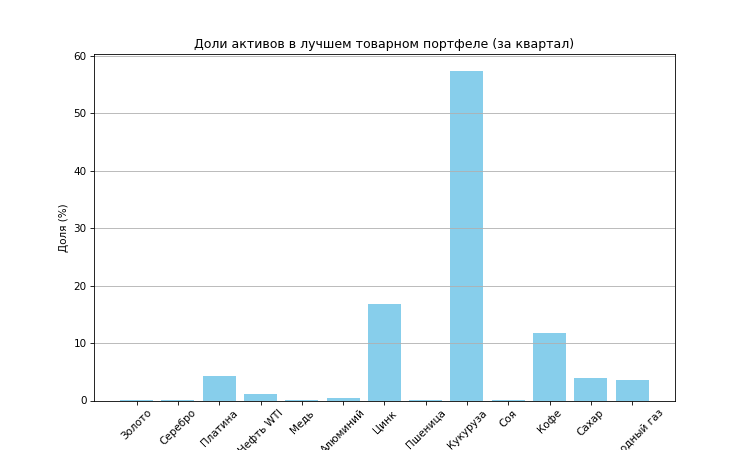 Доли активов в лучшем товарном портфеле (за квартал)
Доля (%)
60
50
40
30
20
10
0
Золото
Серебро
Платина
Нефть WTI
Медь
Алюминий
Цинк
Пшеница
Кукуруза
Соя
Кофе
Сахар
газ